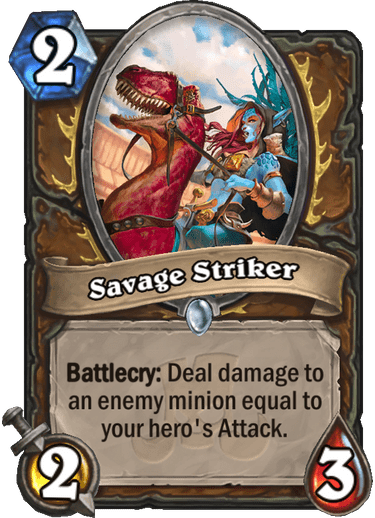 2
Savage Striker
Battlecry: Deal damage to
an enemy minion equal to
your hero's Attack.
2
3